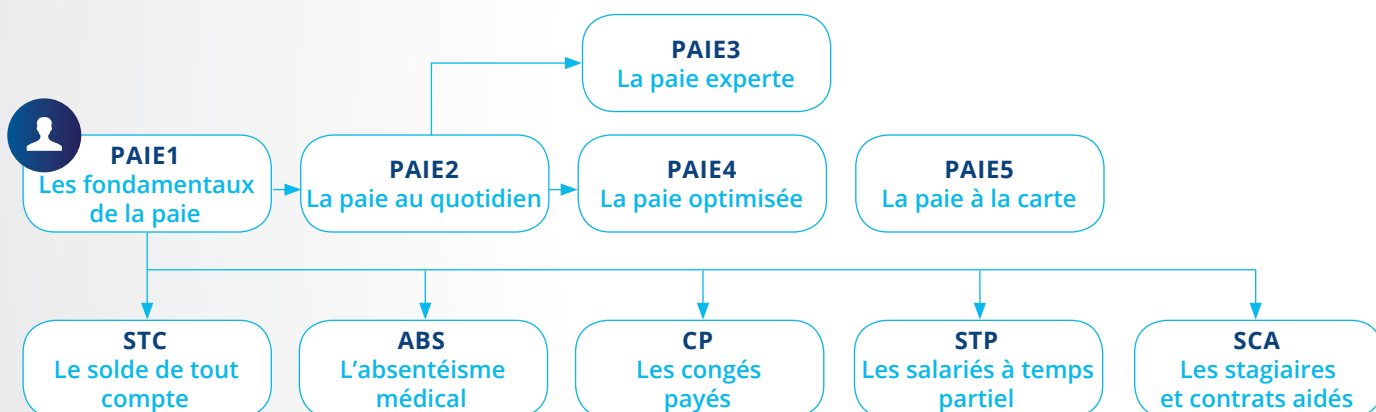 PAIE3
La paie experte
PAIE1
Les fondamentaux
de la paie
PAIE2
La paie au quotidien
PAIE4
La paie optimisée
PAIE5
La paie à la carte
STC
Le solde de tout
compte
ABS
L’absentéisme
médical
CP
Les congés
payés
STP
Les salariés à temps
partiel
SCA
Les stagiaires
et contrats aidés